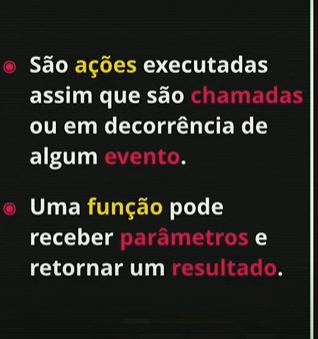 São ações executadas
assim que são chamadas
ou em decorrência de
algum evento.
Uma função pode
receber parâmetros e
retornar um resultado.